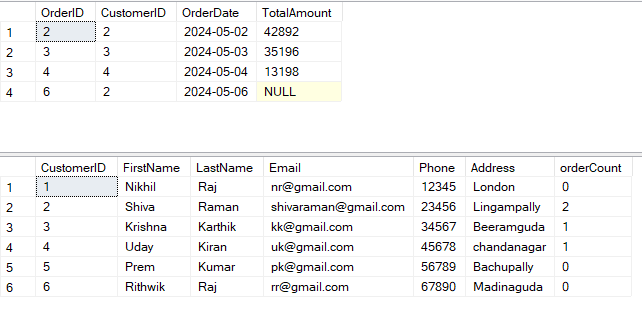 OrderID CustomerID OrderDate TotalAmount
1 2 2 2024-05-02 42892
2 3 3 2024-05-03 35196
3 4 4 2024-05-04 13198
4 6 2 2024-05-06 NULL
CustomerID FirstName LastName Email Phone Address orderCount
1 1 Nikhil Raj nr@gmail.com 12345 London 0
2 2 Shiva Raman shivaraman@gmail.com 23456 Lingampally 2
3 3 Krishna Karthik kk@gmail.com 34567 Beeramguda 1
4 4 Uday Kiran uk@gmail.com 45678 chandanagar 1
5 5 Prem Kumar pk@gmail.com 56789 Bachupally 0
6 6 Rithwik Raj rr@gmail.com 67890 Madinaguda 0